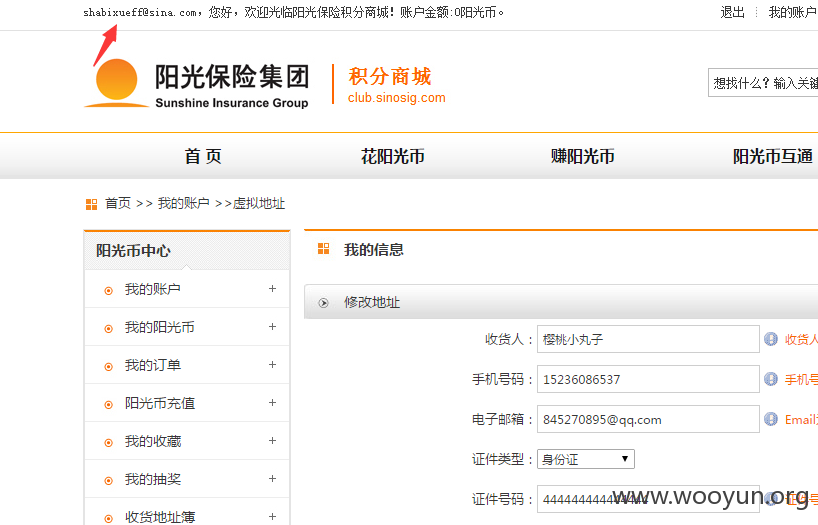 shabixueff@sina.com，您好，欢迎光临阳光保险积分商城！账户金额:0阳光币。 退出 我的账户
阳光保险集团 积分商城
Sunshine Insurance Group club.sinosig.com
想找什么？输入关键
首 页 花阳光币 赚阳光币 阳光币互通
首页 >> 我的账户 >>虚拟地址
阳光币中心
我的账户 +
我的阳光币 +
我的订单 +
阳光币充值 +
我的收藏 +
我的抽奖 +
收货地址簿 +
我的信息
修改地址
收货人： 樱桃小丸子 收货人
手机号码： 15236086537 手机号
电子邮箱： 845270895@qq.com Email
证件类型： 身份证
证件号码： 证件号
www.wooyun.org